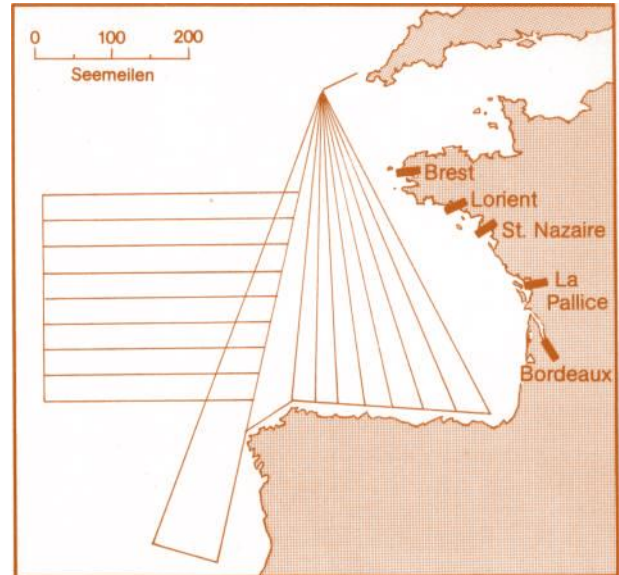 0 100 200
Seemeilen
Brest
Lorient
St. Nazaire
La
Pallice
Bordeaux